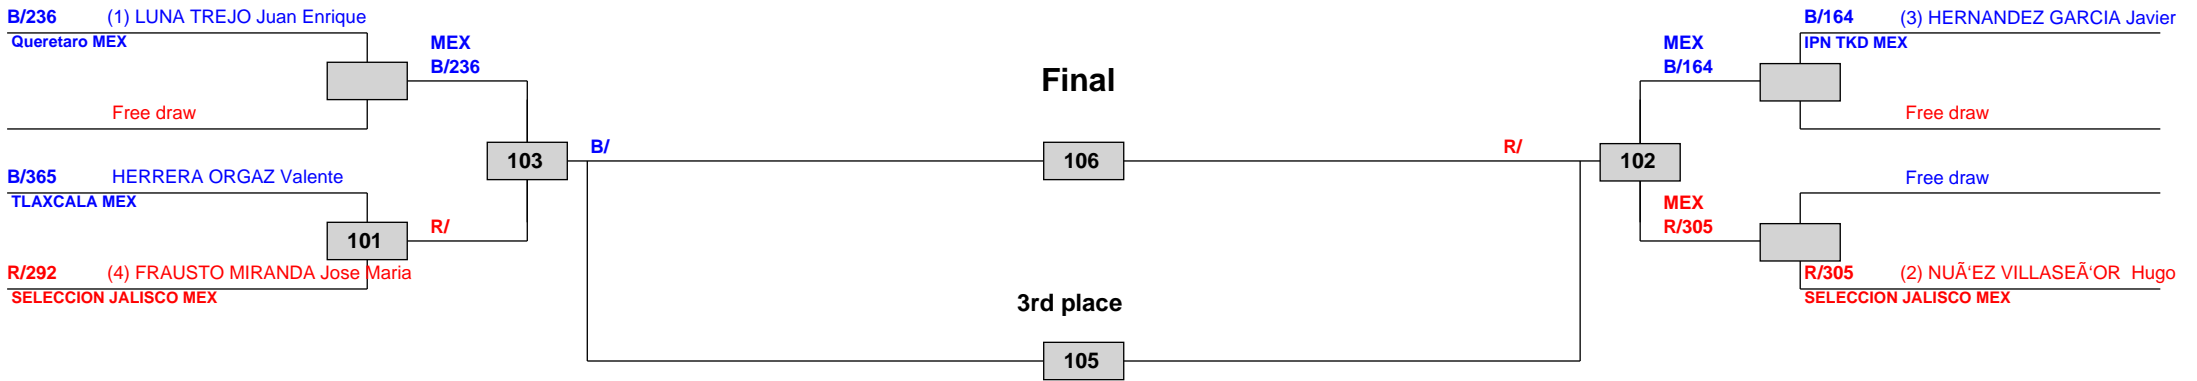 B/236 (1) LUNA TREJO Juan Enrique
Queretaro MEX
MEX
B/236
Free draw
103
B/
B/365 HERRERA ORGAZ Valente
TLAXCALA MEX
101
R/
R/292 (4) FRAUSTO MIRANDA Jose Maria
SELECCION JALISCO MEX
Final
106
3rd place
105
B/164 (3) HERNANDEZ GARCIA Javier
IPN TKD MEX
MEX
B/164
Free draw
R/
102
Free draw
MEX
R/305
R/305 (2) NUÃ‘EZ VILLASEÃ‘OR  Hugo
SELECCION JALISCO MEX